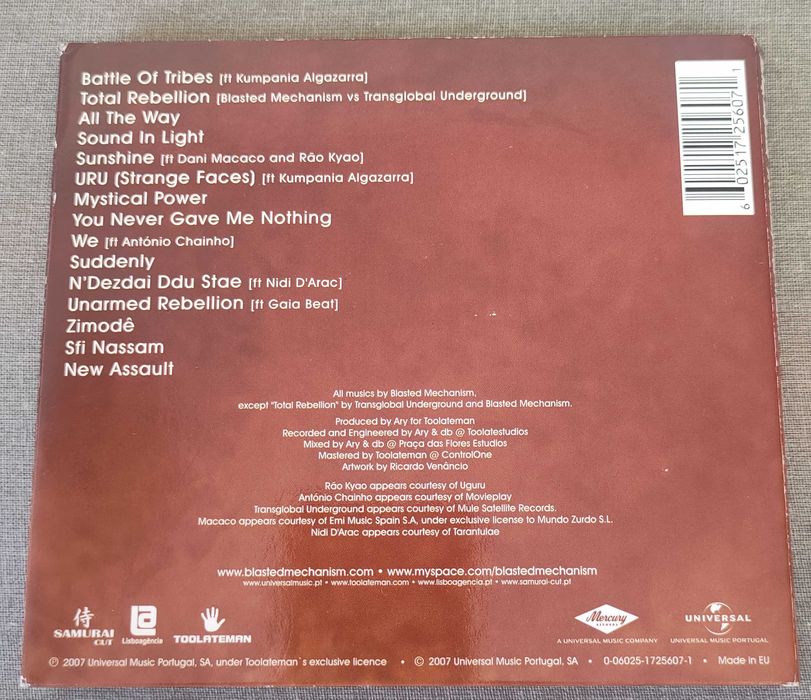 Battle Of Tribes [ft Kumpania Algazarra]
Total Rebellion [Blasted Mechanism vs Transglobal Underground]
All The Way
Sound In Light
Sunshine [ft Dani Macaco and Rão Kyao]
URU (Strange Faces) [ft Kumpania Algazarra]
Mystical Power
You Never Gave Me Nothing
We [ft António Chainho]
Suddenly
N'Dezdai Ddu Stae [ft Nidi D'Arac]
Unarmed Rebellion [ft Gaia Beat]
Zimodê
Sfi Nassam
New Assault
6 02517 25607 1
All musics by Blasted Mechanism,
except "Total Rebellion" by Transglobal Underground and Blasted Mechanism.
Produced by Ary for Toolateman
Recorded and Engineered by Ary & db @ Toolatestudios
Mixed by Ary & db @ Praça das Flores Estudios
Mastered by Toolateman @ ControlOne
Artwork by Ricardo Venâncio
Rão Kyao appears courtesy of Uguru
António Chainho appears courtesy of Movieplay
Transglobal Underground appears courtesy of Mule Satellite Records.
Macaco appears courtesy of Emi Music Spain S.A, under exclusive license to Mundo Zurdo S.L.
Nidi D'Arac appears courtesy of Tarantulae
www.blastedmechanism.com • www.myspace.com/blastedmechanism
www.universalmusic.pt • www.toolateman.com • www.lisboagencia.pt • www.samurai-cut.pt
侍
SAMURAI
CUT
la
Lisboagência
TOOLATEMAN
Mercury
RECORDS
A UNIVERSAL MUSIC COMPANY
UNIVERSAL
UNIVERSAL MUSIC PORTUGAL
℗ 2007 Universal Music Portugal, SA, under Toolateman`s exclusive licence • © 2007 Universal Music Portugal, SA • 0-06025-1725607-1 • Made in EU